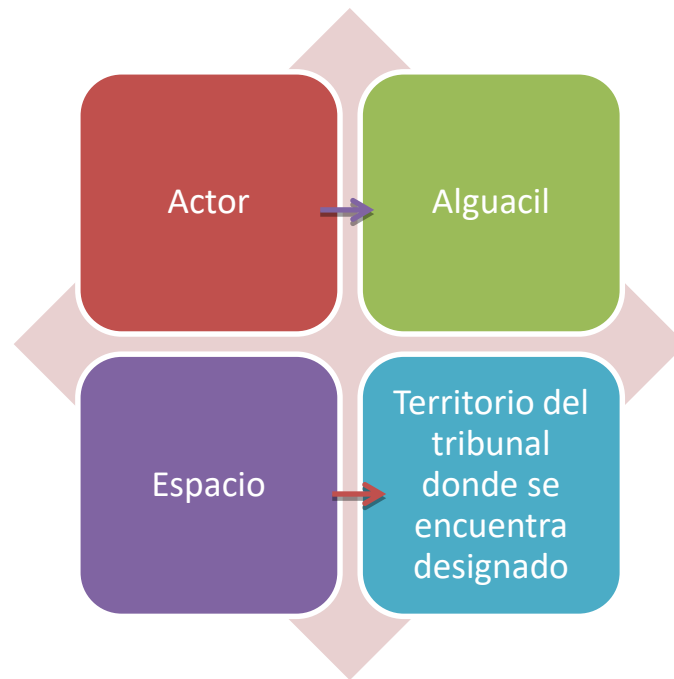 Actor
Alguacil
Espacio
Territorio del
tribunal
donde se
encuentra
designado